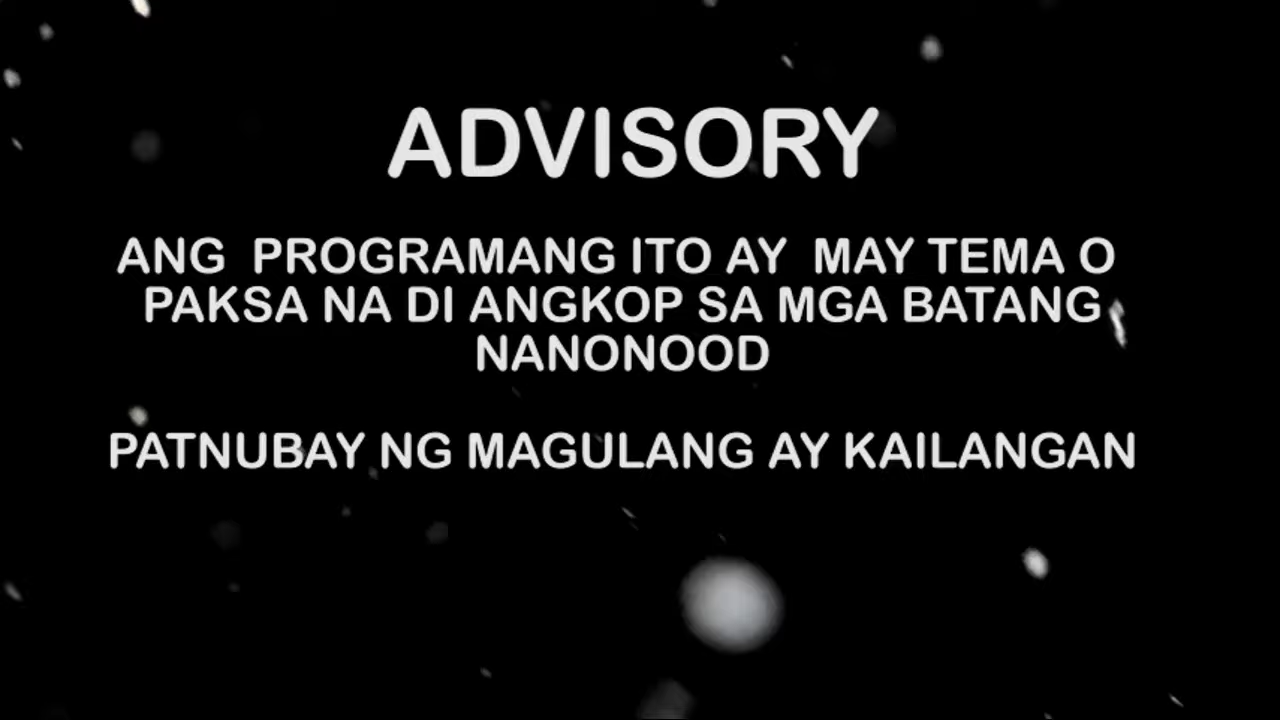 ADVISORY
ANG PROGRAMANG ITO AY MAY TEMA O
PAKSA NA DI ANGKOP SA MGA BATANG
NANONOOD
PATNUBAY NG MAGULANG AY KAILANGAN